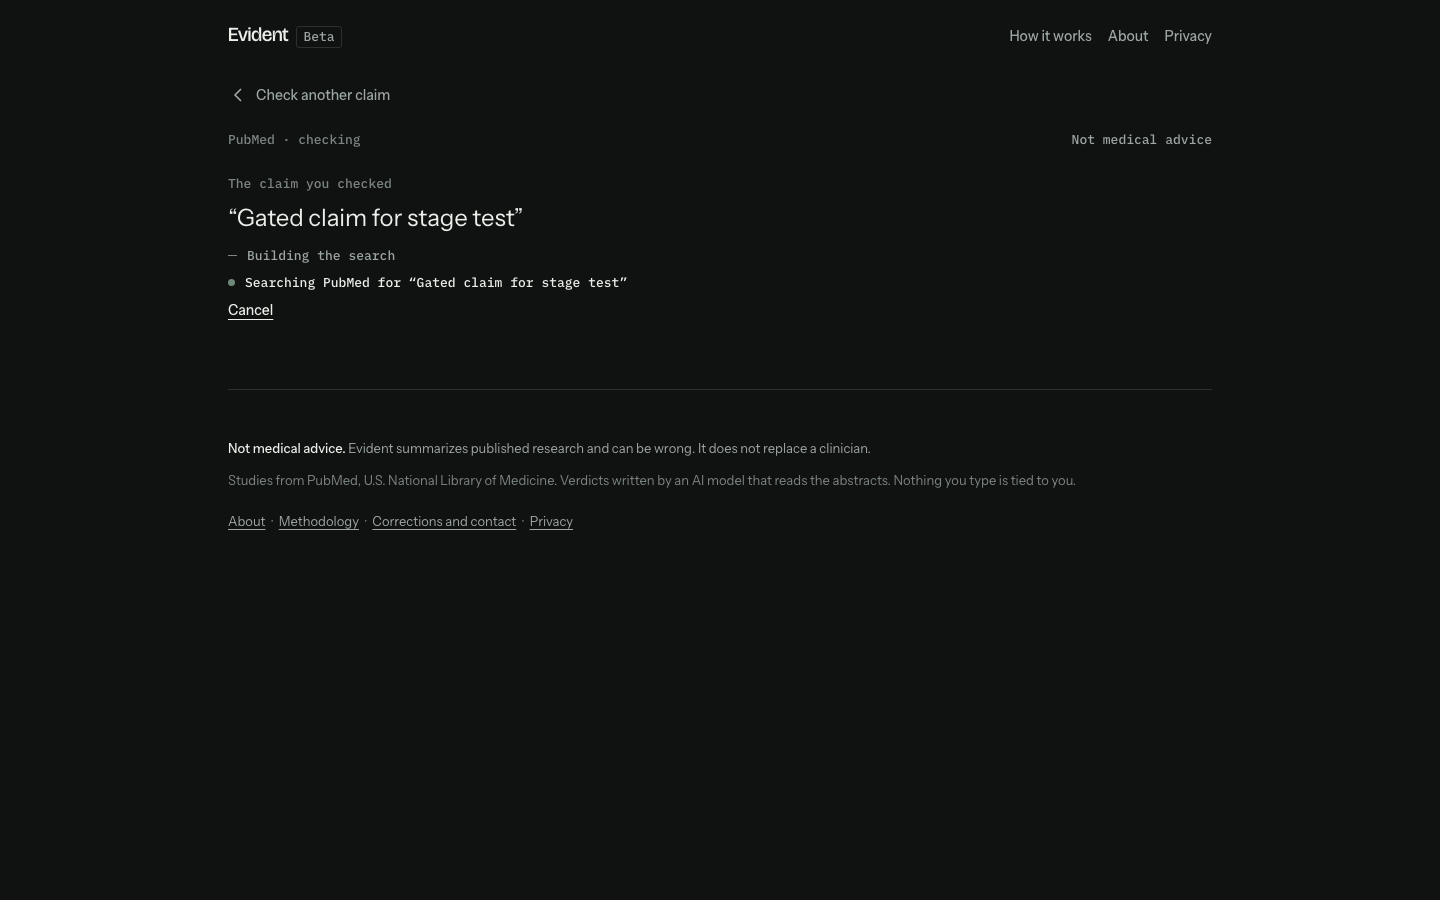 Evident Beta
How it works About Privacy
Check another claim
PubMed · checking
Not medical advice
The claim you checked
“Gated claim for stage test”
Building the search
Searching PubMed for “Gated claim for stage test”
Cancel
Not medical advice. Evident summarizes published research and can be wrong. It does not replace a clinician.
Studies from PubMed, U.S. National Library of Medicine. Verdicts written by an AI model that reads the abstracts. Nothing you type is tied to you.
About · Methodology · Corrections and contact · Privacy